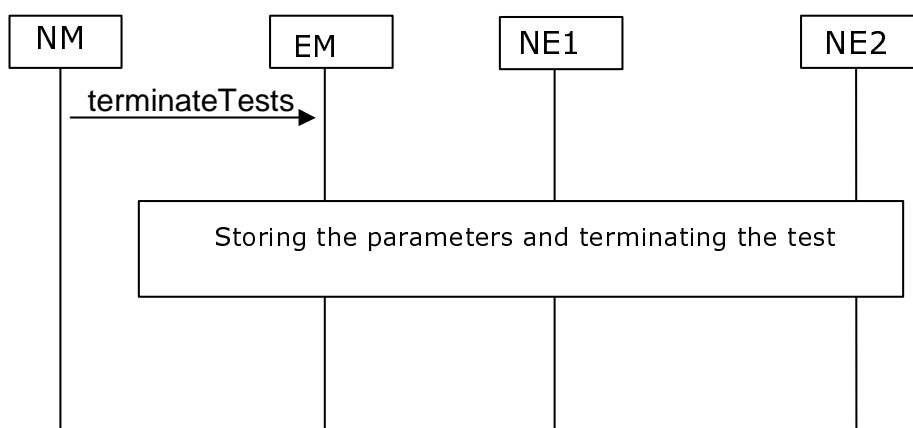 NM
EM
NE1
NE2
terminateTests
Storing the parameters and terminating the test